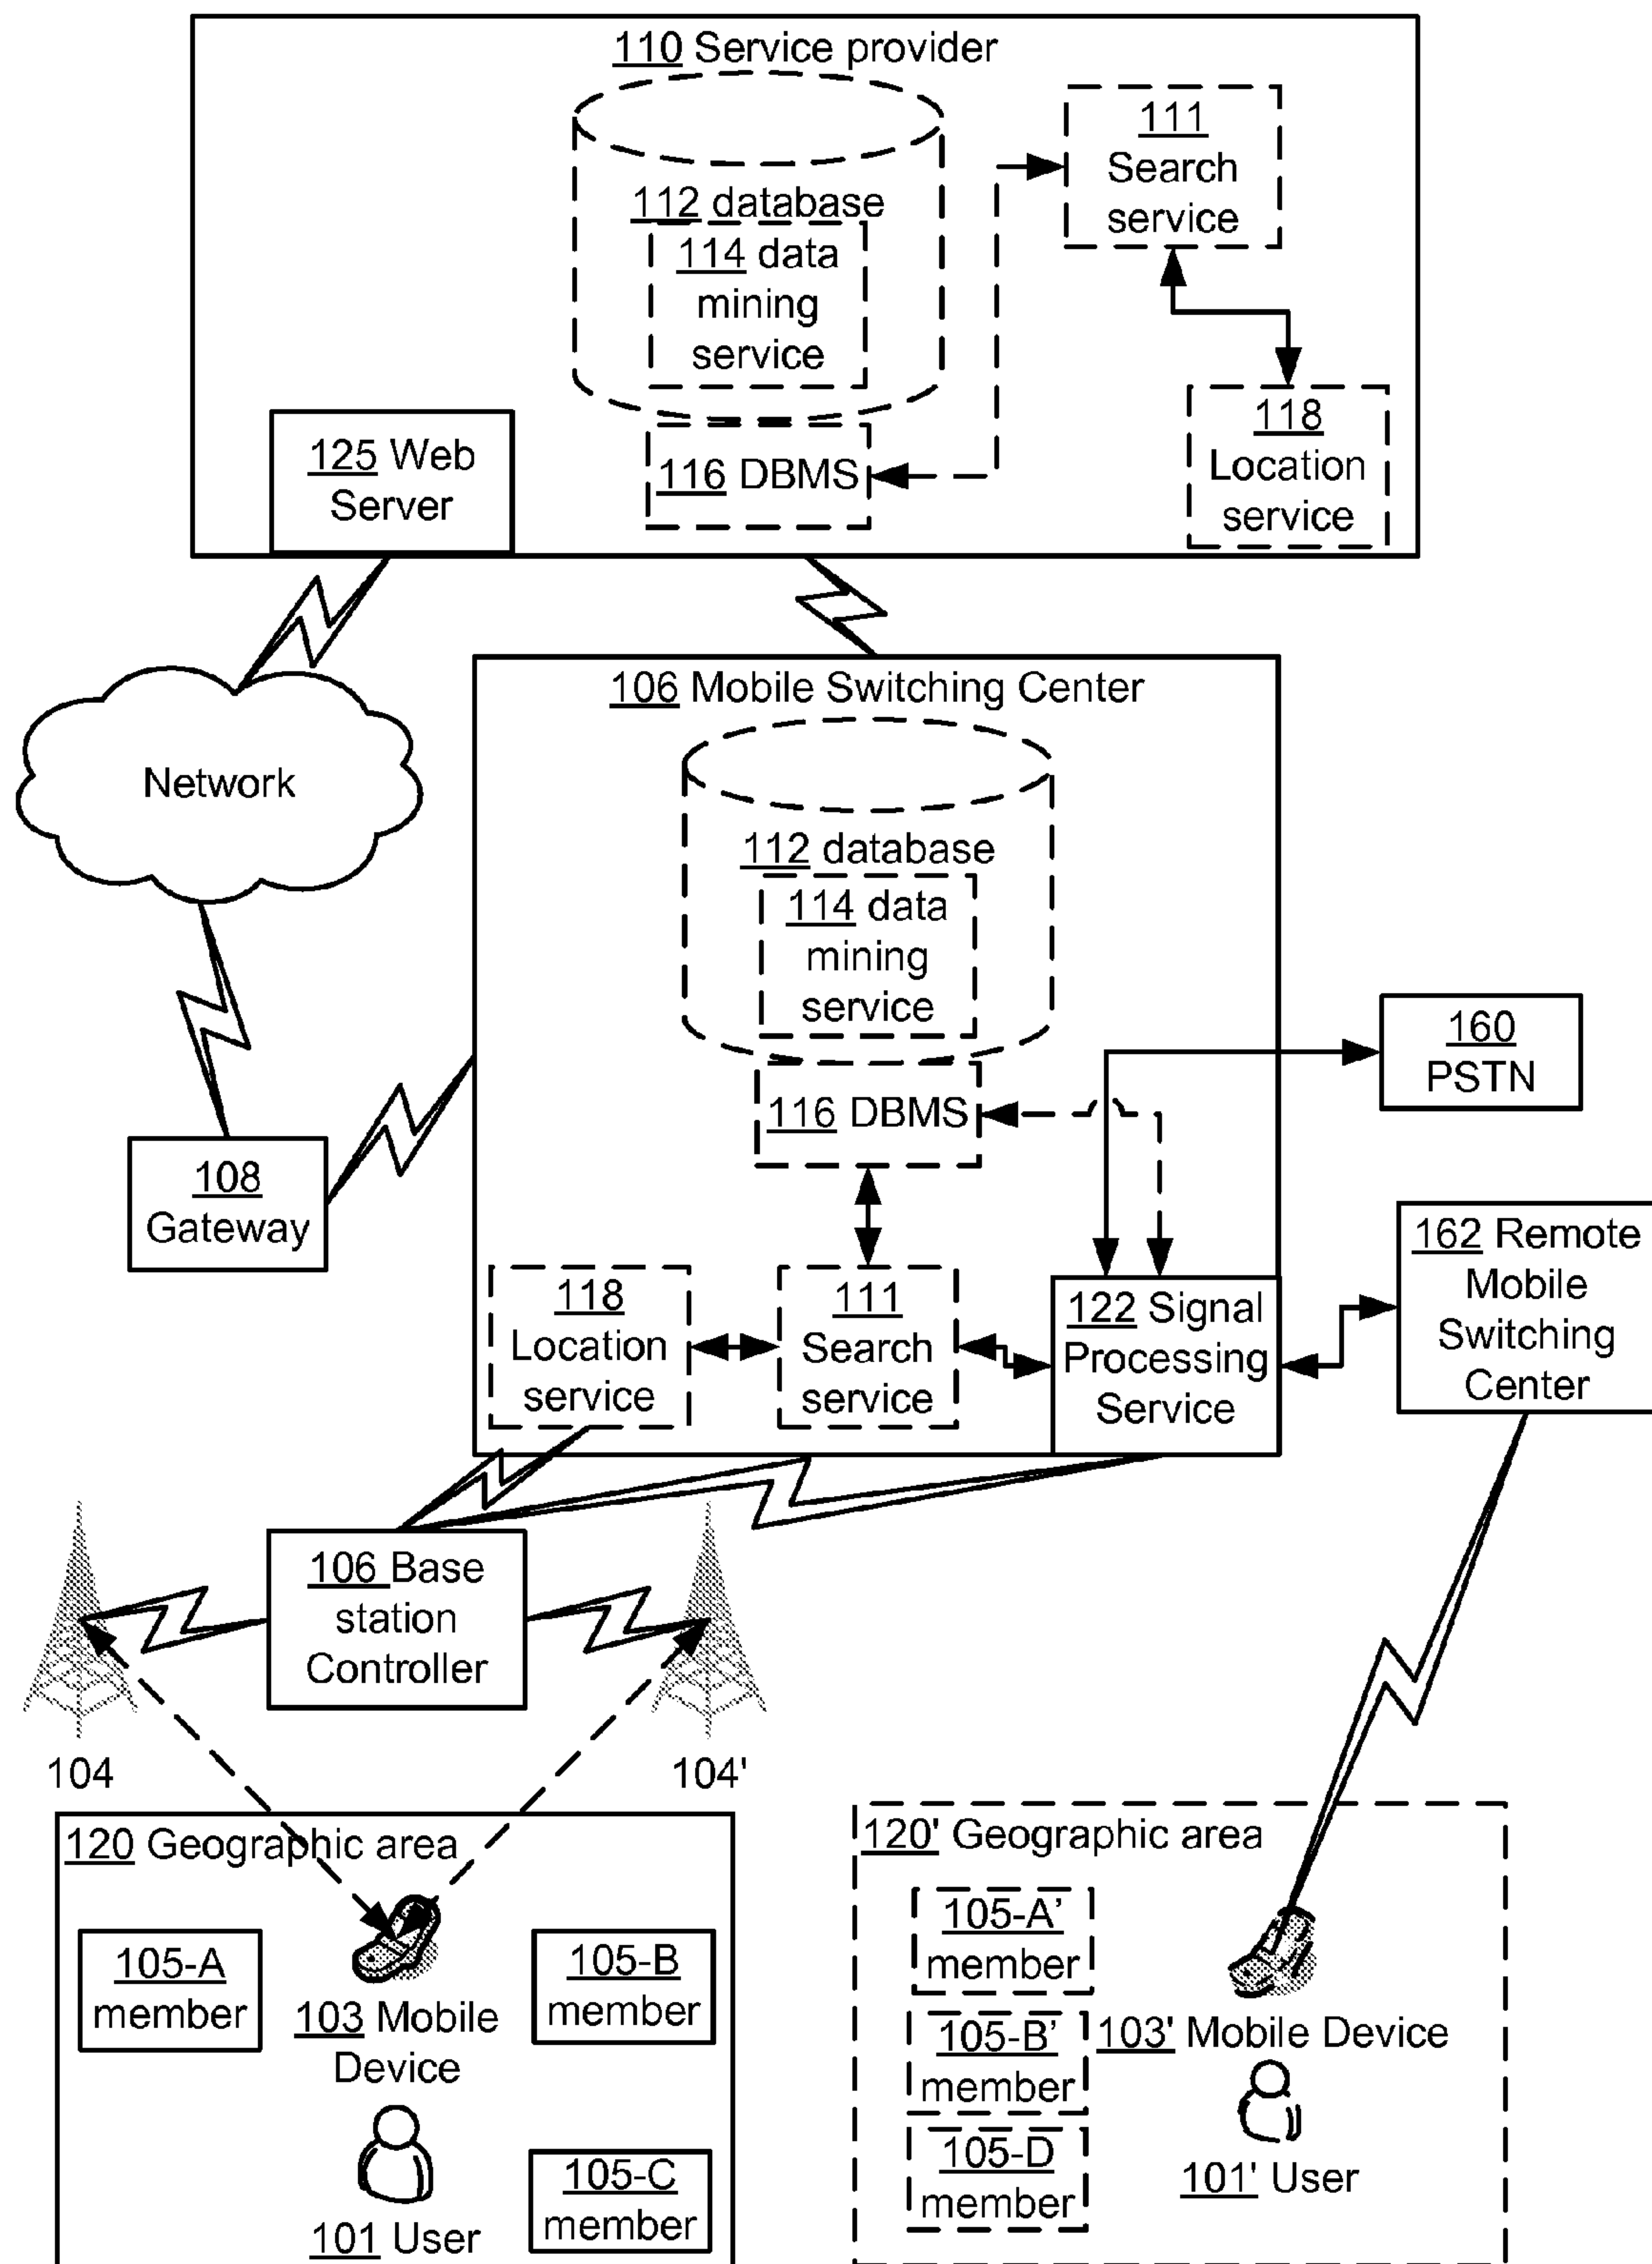 110 Service provider
111
Search
service
112 database
114 data
mining
service
118
Location
service
125 Web
Server
116 DBMS
106 Mobile Switching Center
Network
112 database
114 data
mining
service
160
PSTN
116 DBMS
108
Gateway
162 Remote
Mobile
Switching
Center
118
Location
service
111
Search
service
122 Signal
Processing
Service
106 Base
station
Controller
104
104'
120 Geographic area
105-A
member
103 Mobile
Device
105-B
member
101 User
105-C
member
120' Geographic area
105-A’
member
105-B’
member
105-D
member
103' Mobile Device
101' User